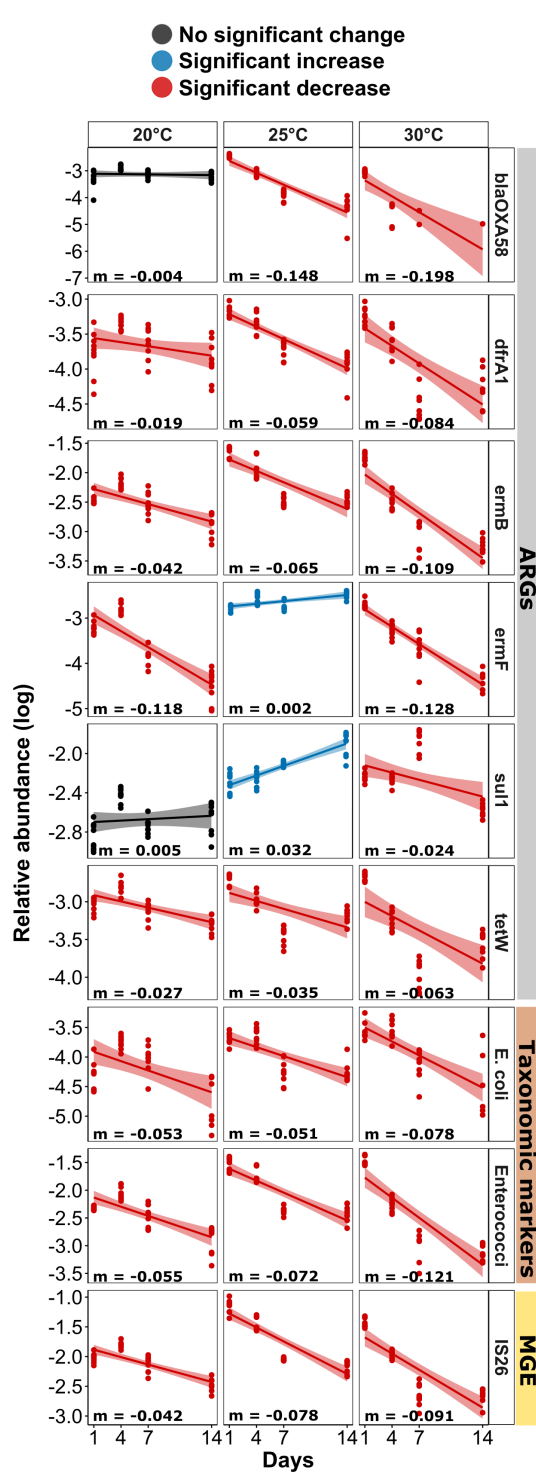 No significant change
Significant increase
Significant decrease
20°C 25°C 30°C
-3
-4
-5
-6
-7
m = -0.004 m = -0.148 m = -0.198
blaOXA58
-3.0
-3.5
-4.0
-4.5
m = -0.019 m = -0.059 m = -0.084
dfrA1
-1.5
-2.0
-2.5
-3.0
-3.5
m = -0.042 m = -0.065 m = -0.109
ermB
-3
-4
-5
m = -0.118 m = 0.002 m = -0.128
ermF
-2.0
-2.4
-2.8
m = 0.005 m = 0.032 m = -0.024
sul1
-3.0
-3.5
-4.0
m = -0.027 m = -0.035 m = -0.063
tetW
ARGs
-3.5
-4.0
-4.5
-5.0
m = -0.053 m = -0.051 m = -0.078
E. coli
-1.5
-2.0
-2.5
-3.0
-3.5
m = -0.055 m = -0.072 m = -0.121
Enterococci
Taxonomic markers
-1.0
-1.5
-2.0
-2.5
-3.0
m = -0.042 m = -0.078 m = -0.091
IS26
MGE
1 4 7 14 1 4 7 14 1 4 7 14
Days
Relative abundance (log)